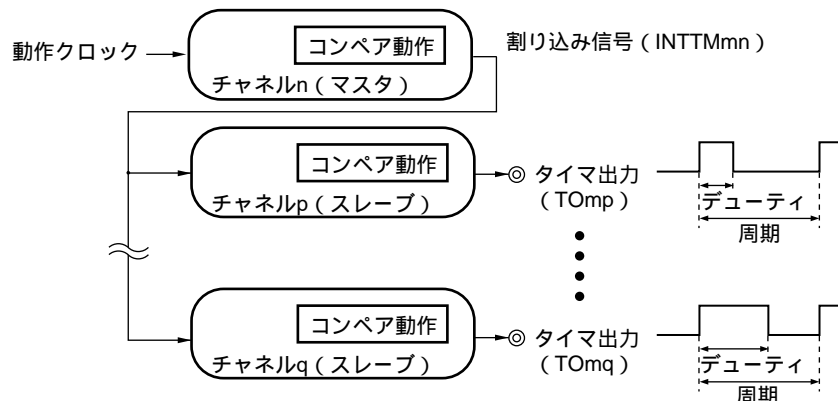 コンペア動作
割り込み信号（INTTMmn）
動作クロック
チャネルn（マスタ）
コンペア動作
タイマ出力
（TOmp）
チャネルp（スレーブ）
デューティ
周期
コンペア動作
タイマ出力
（TOmq）
チャネルq（スレーブ）
デューティ
周期